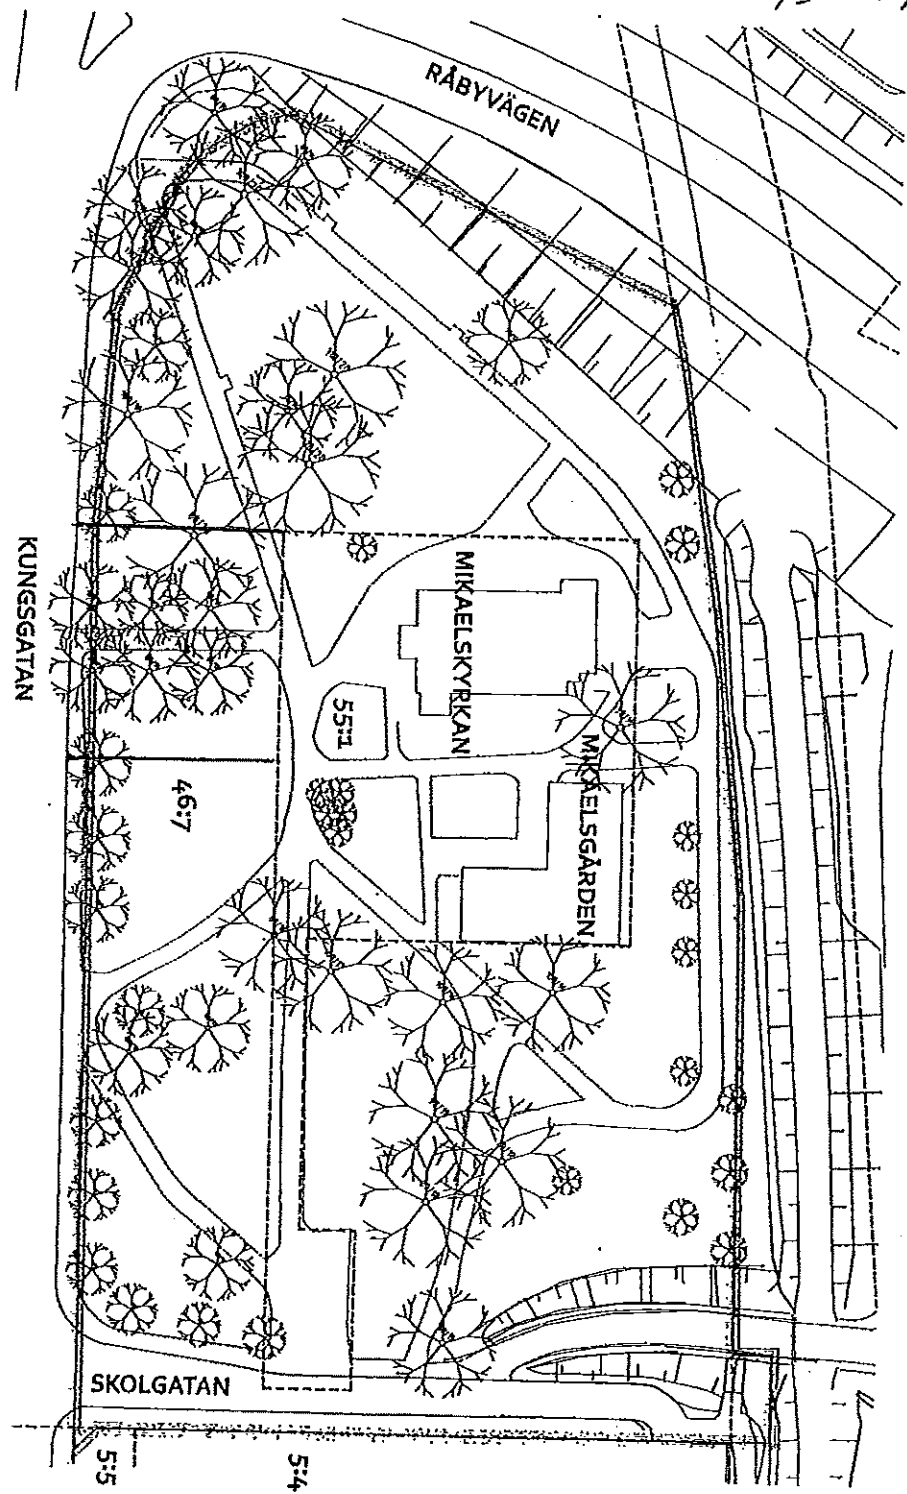 RÅBYVÄGEN
KUNGSGATAN
MIKAELSKYRKAN
55:1
MIKAELSGÅRDEN
46:7
SKOLGATAN
5:5
5:4